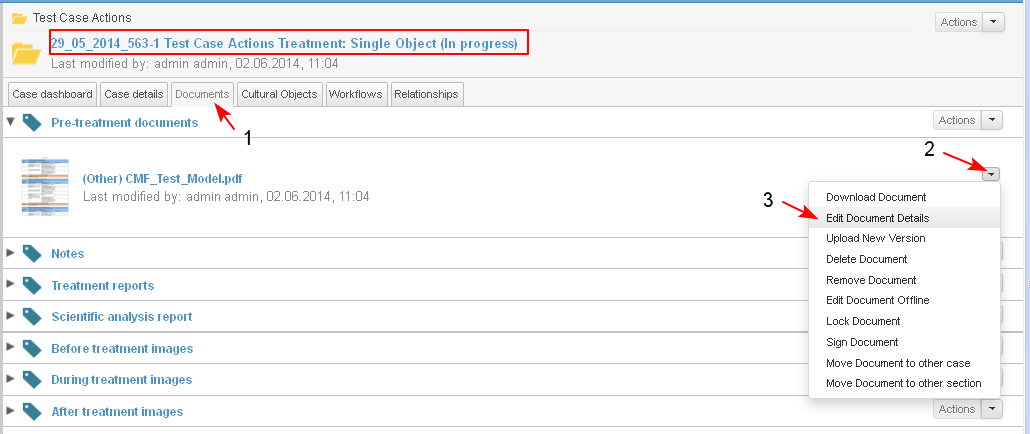 Test Case Actions
Actions
29_05_2014_563-1 Test Case Actions Treatment: Single Object (In progress)
Last modified by: admin admin, 02.06.2014, 11:04
Case dashboard Case details Documents Cultural Objects Workflows Relationships
1
Pre-treatment documents
Actions
2
(Other) CMF_Test_Model.pdf
Last modified by: admin admin, 02.06.2014, 11:04
3
Download Document
Edit Document Details
Upload New Version
Delete Document
Remove Document
Edit Document Offline
Lock Document
Sign Document
Move Document to other case
Move Document to other section
Notes
Treatment reports
Scientific analysis report
Before treatment images
During treatment images
After treatment images
Actions